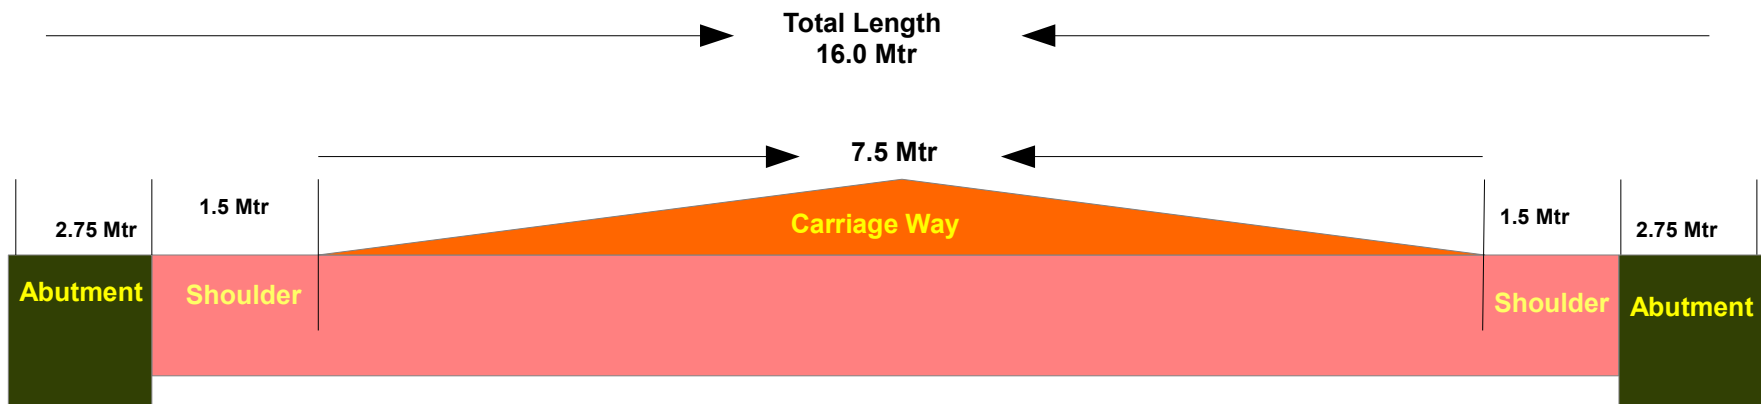 Total Length
16.0 Mtr
7.5 Mtr
2.75 Mtr
1.5 Mtr
Carriage Way
1.5 Mtr
2.75 Mtr
Abutment
Shoulder
Shoulder
Abutment